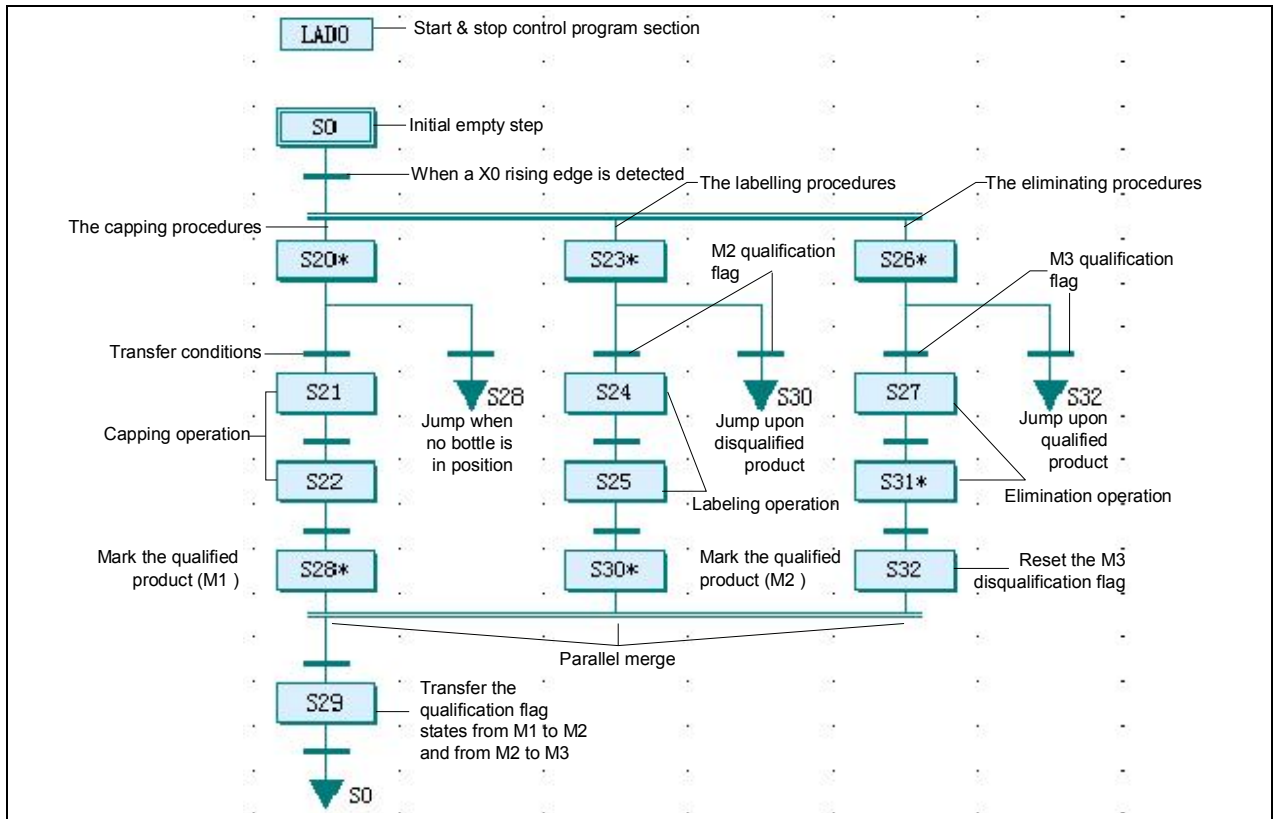 LAD0
Start & stop control program section
S0
Initial empty step
When a X0 rising edge is detected
The labelling procedures
The eliminating procedures
The capping procedures
S20*
S23*
M2 qualification
flag
S26*
M3 qualification
flag
Transfer conditions
S21
S28
Jump when
no bottle is
in position
S24
S30
Jump upon
disqualified
product
S27
S32
Jump upon
qualified
product
Capping operation
S22
S25
Labeling operation
S31*
Elimination operation
Mark the qualified
product (M1 )
S28*
S30*
Mark the qualified
product (M2 )
S32
Reset the M3
disqualification flag
Parallel merge
S29
Transfer the
qualification flag
states from M1 to M2
and from M2 to M3
S0